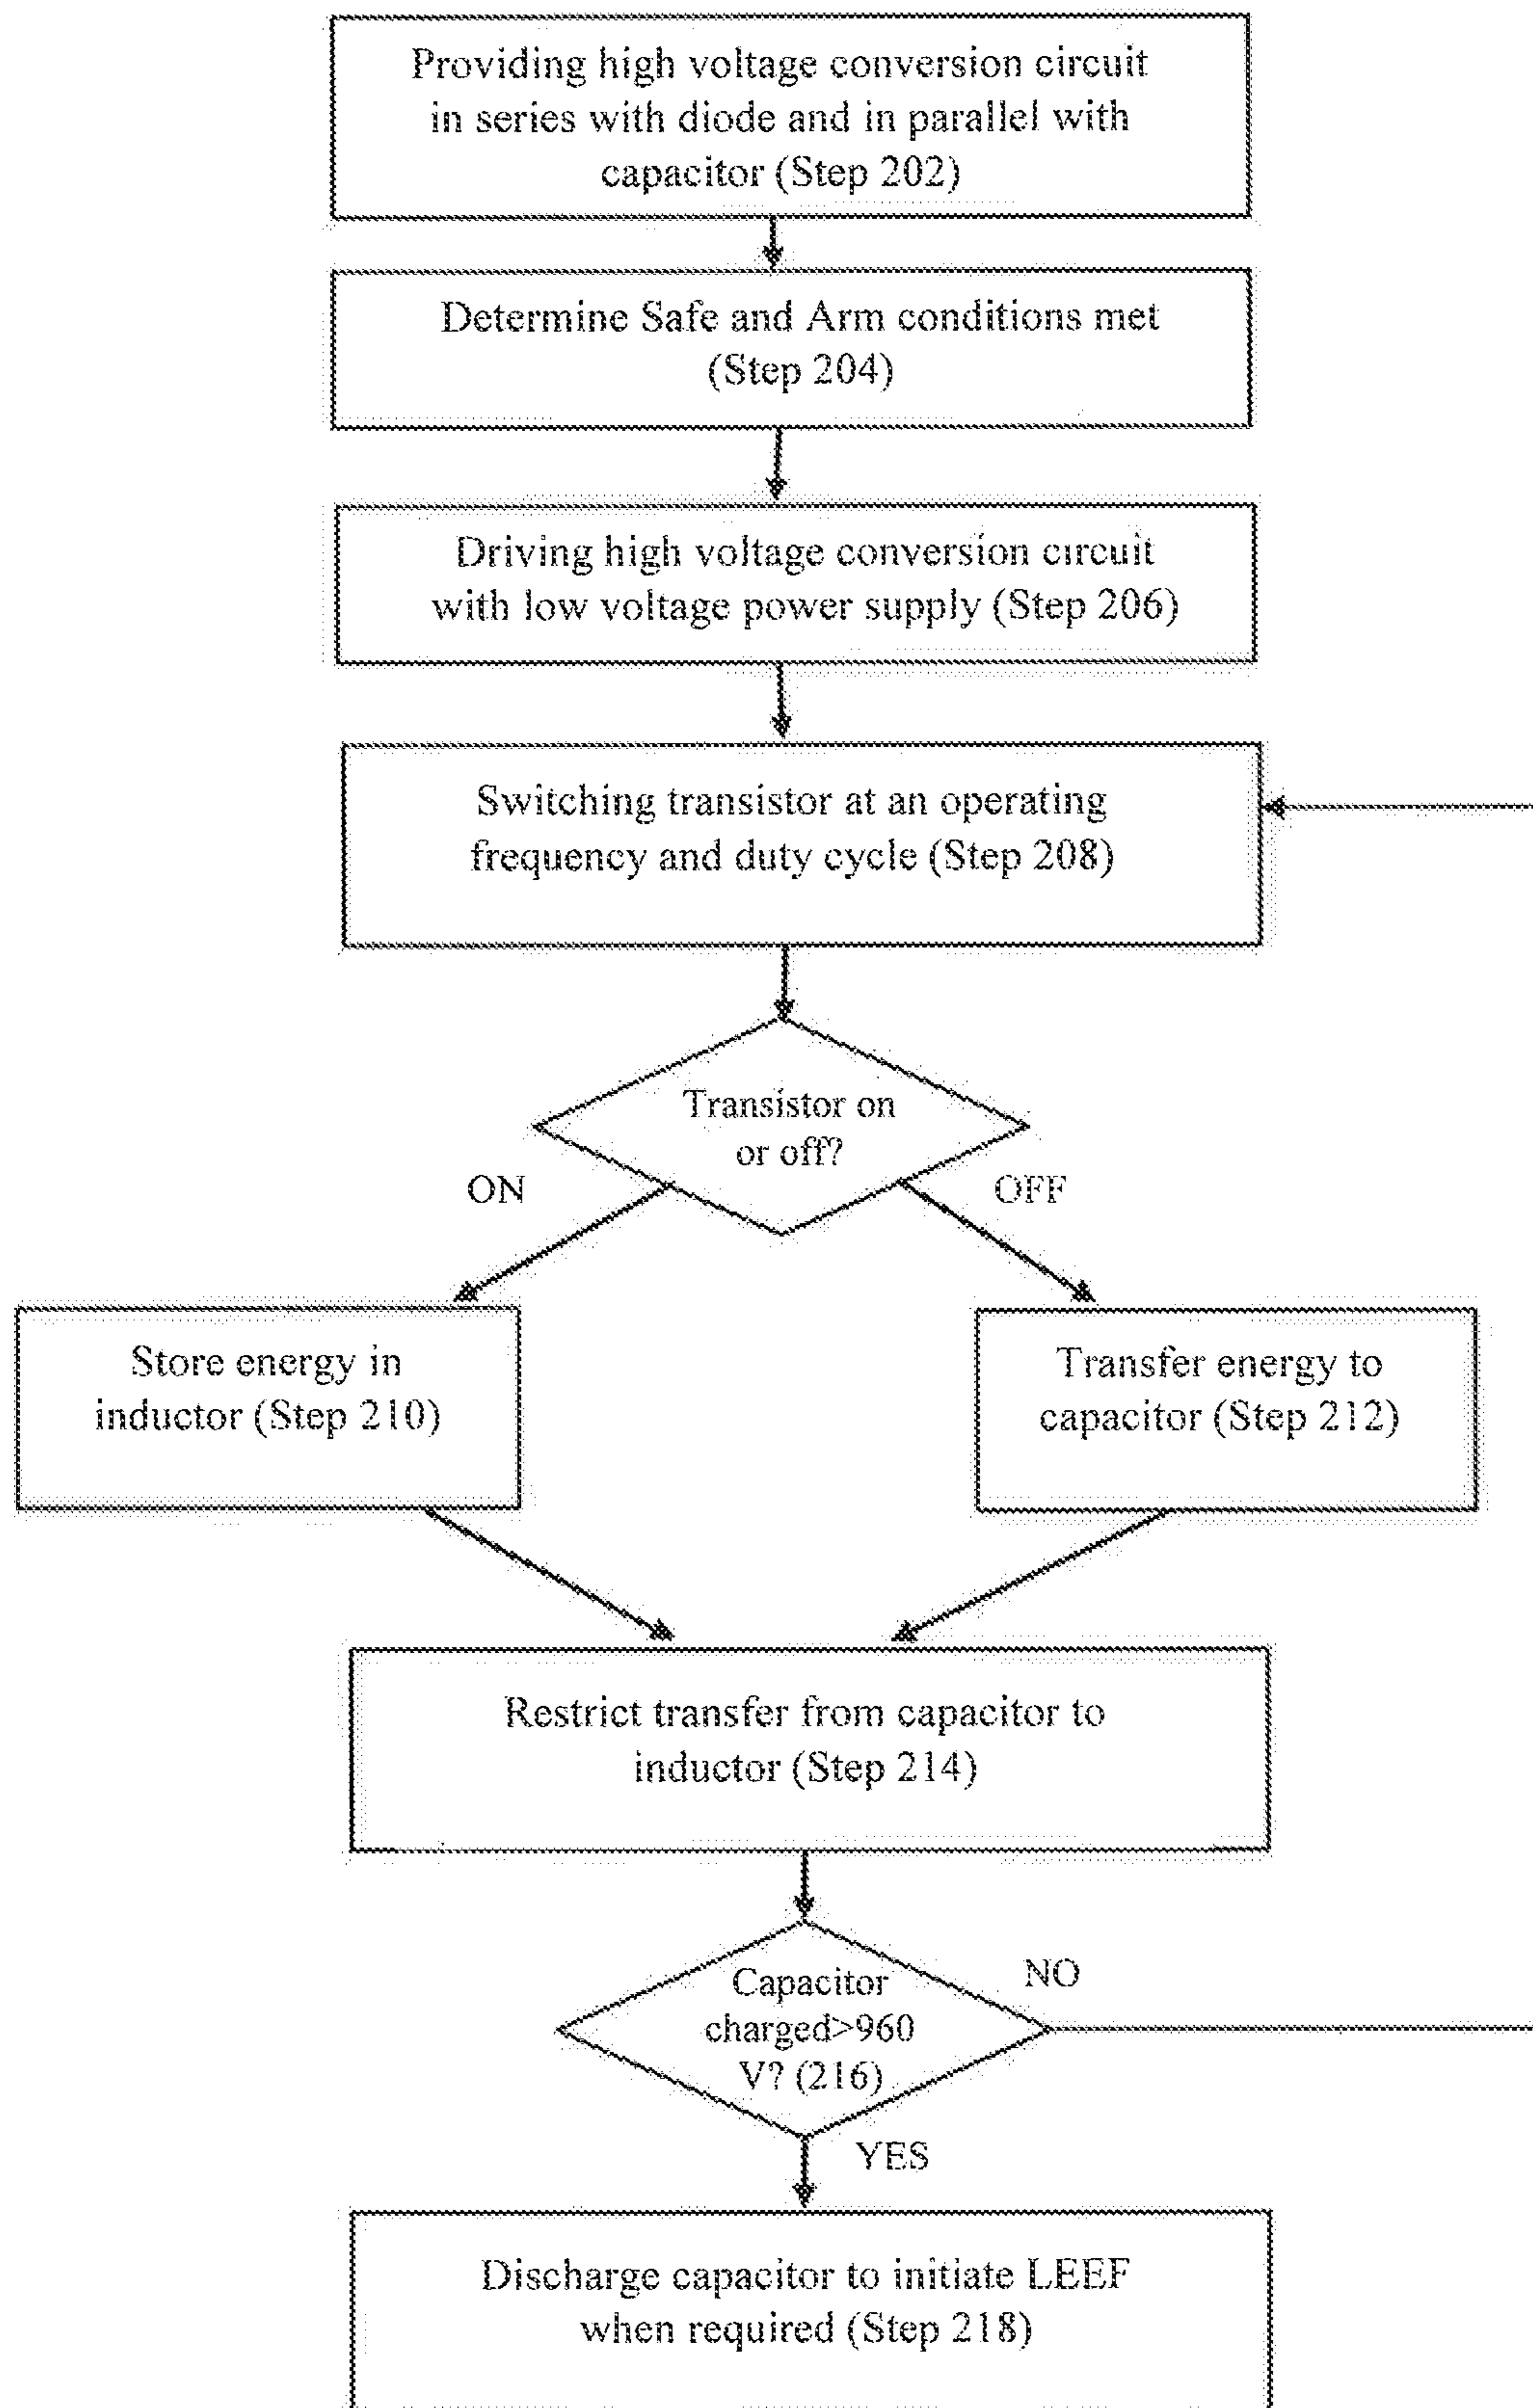 Providing high voltage conversion circuit
in series with diode and in parallel with
capacitor (Step 202)
Determine Safe and Arm conditions met
(Step 204)
Driving high voltage conversion circuit
with low voltage power supply (Step 206)
Switching transistor at an operating
frequency and duty cycle (Step 208)
Transistor on
or off?
ON
OFF
Store energy in
inductor (Step 210)
Transfer energy to
capacitor (Step 212)
Restrict transfer from capacitor to
inductor (Step 214)
Capacitor
charged>960
V? (216)
NO
YES
Discharge capacitor to initiate LEEF
when required (Step 218)